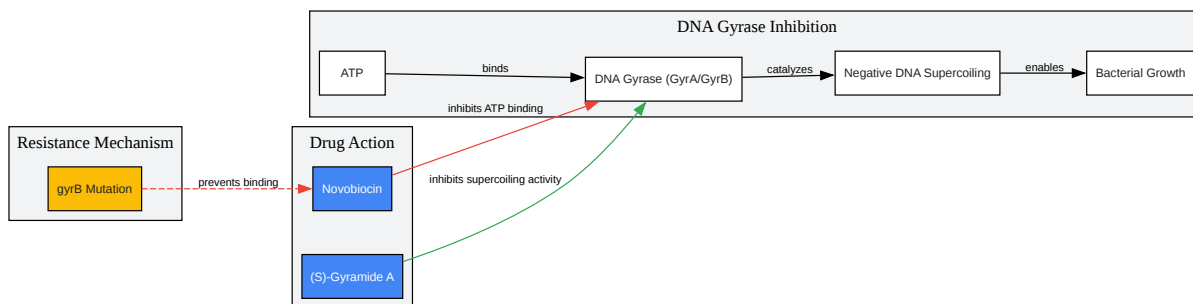 DNA Gyrase Inhibition
ATP
binds
DNA Gyrase (GyrA/GyrB)
catalyzes
Negative DNA Supercoiling
enables
Bacterial Growth
inhibits ATP binding
Resistance Mechanism
gyrB Mutation
prevents binding
Drug Action
Novobiocin
inhibits supercoiling activity
(S)-Gyramide A